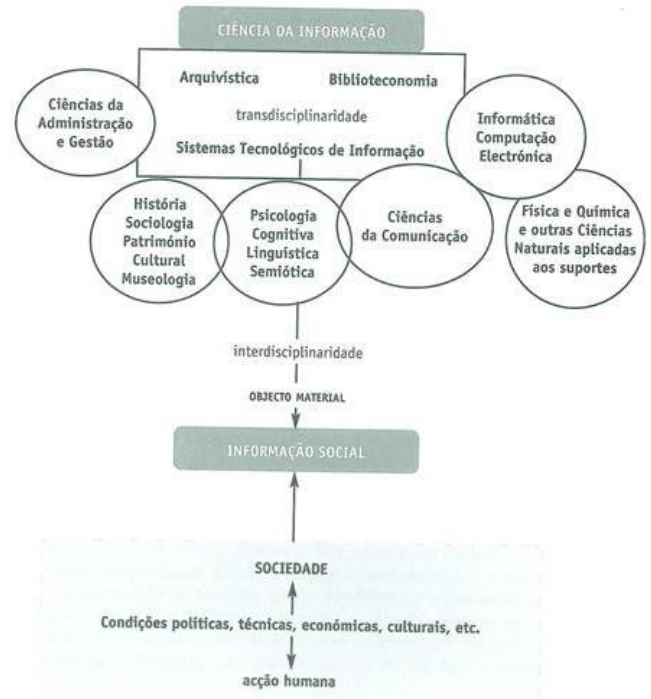 CIÊNCIA DA INFORMAÇÃO
Arquivística
Biblioteconomia
transdisciplinaridade
Sistemas Tecnológicos de Informação
Ciências da
Administração
e Gestão
Informática
Computação
Electrónica
História
Sociologia
Património
Cultural
Museologia
Psicologia
Cognitiva
Linguística
Semiótica
Ciências
da Comunicação
Física e Química
e outras Ciências
Naturais aplicadas
aos suportes
interdisciplinaridade
OBJECTO MATERIAL
INFORMAÇÃO SOCIAL
SOCIEDADE
Condições políticas, técnicas, económicas, culturais, etc.
acção humana